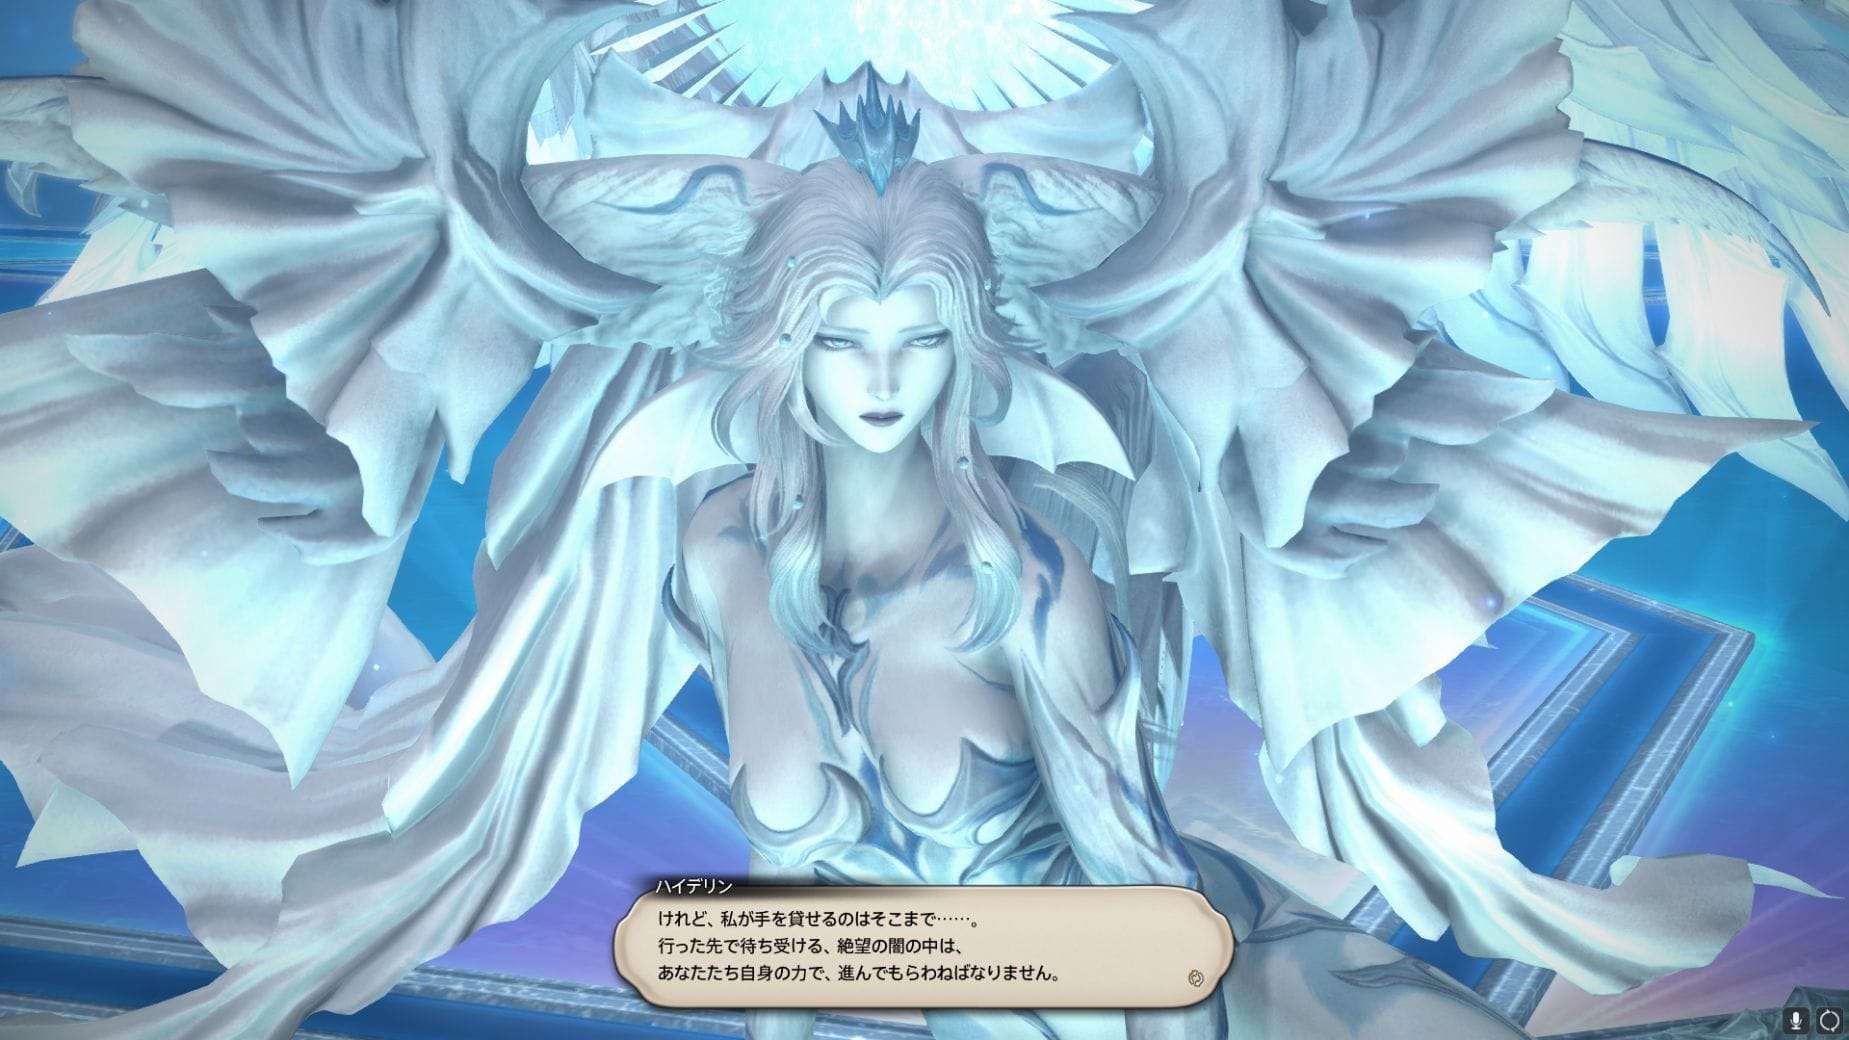 ハイデリン
けれど、私が手を貸せるのはそこまで……。
行った先で待ち受ける、絶望の闇の中は、
あなたたち自身の力で、進んでもらわねばなりません。